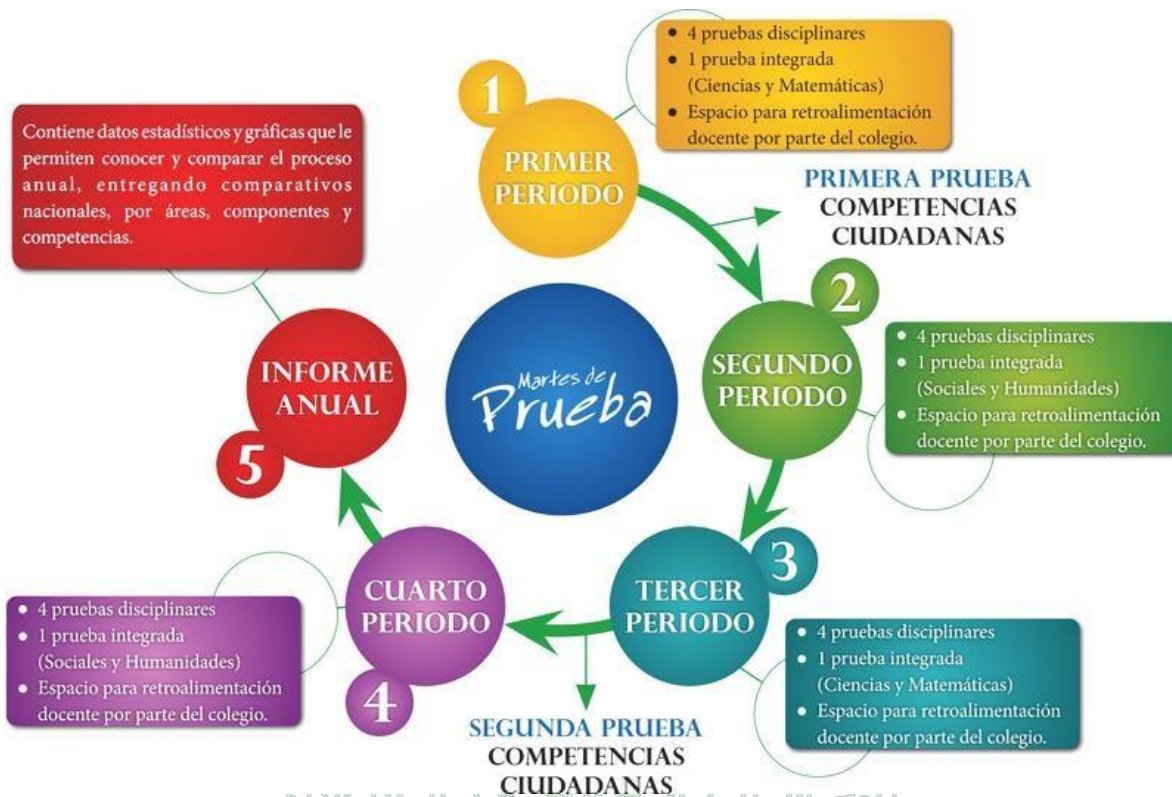 1
PRIMER
PERIODO
● 4 pruebas disciplinares
● 1 prueba integrada
(Ciencias y Matemáticas)
● Espacio para retroalimentación
docente por parte del colegio.
PRIMERA PRUEBA
COMPETENCIAS
CIUDADANAS
2
SEGUNDO
PERIODO
● 4 pruebas disciplinares
● 1 prueba integrada
(Sociales y Humanidades)
● Espacio para retroalimentación
docente por parte del colegio.
3
TERCER
PERIODO
● 4 pruebas disciplinares
● 1 prueba integrada
(Ciencias y Matemáticas)
● Espacio para retroalimentación
docente por parte del colegio.
SEGUNDA PRUEBA
COMPETENCIAS
CIUDADANAS
4
CUARTO
PERIODO
● 4 pruebas disciplinares
● 1 prueba integrada
(Sociales y Humanidades)
● Espacio para retroalimentación
docente por parte del colegio.
5
INFORME
ANUAL
Contiene datos estadísticos y gráficas que le
permiten conocer y comparar el proceso
anual, entregando comparativos
nacionales, por áreas, componentes y
competencias.
Martes de
Prueba